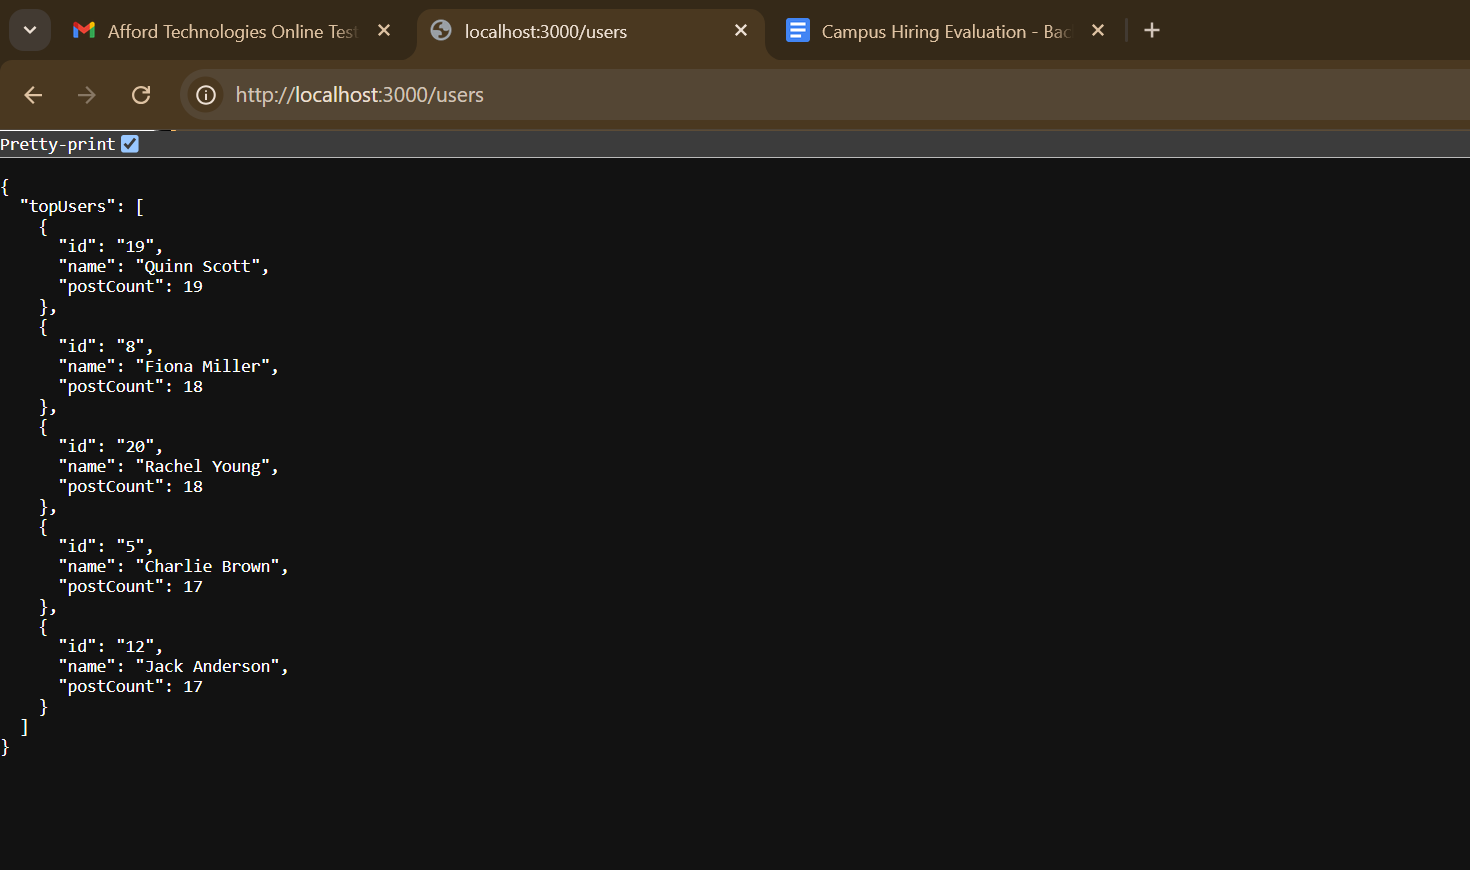 Afford Technologies Online Test
localhost:3000/users
Campus Hiring Evaluation - Bac
http://localhost:3000/users
Pretty-print
{
  "topUsers": [
    {
      "id": "19",
      "name": "Quinn Scott",
      "postCount": 19
    },
    {
      "id": "8",
      "name": "Fiona Miller",
      "postCount": 18
    },
    {
      "id": "20",
      "name": "Rachel Young",
      "postCount": 18
    },
    {
      "id": "5",
      "name": "Charlie Brown",
      "postCount": 17
    },
    {
      "id": "12",
      "name": "Jack Anderson",
      "postCount": 17
    }
  ]
}